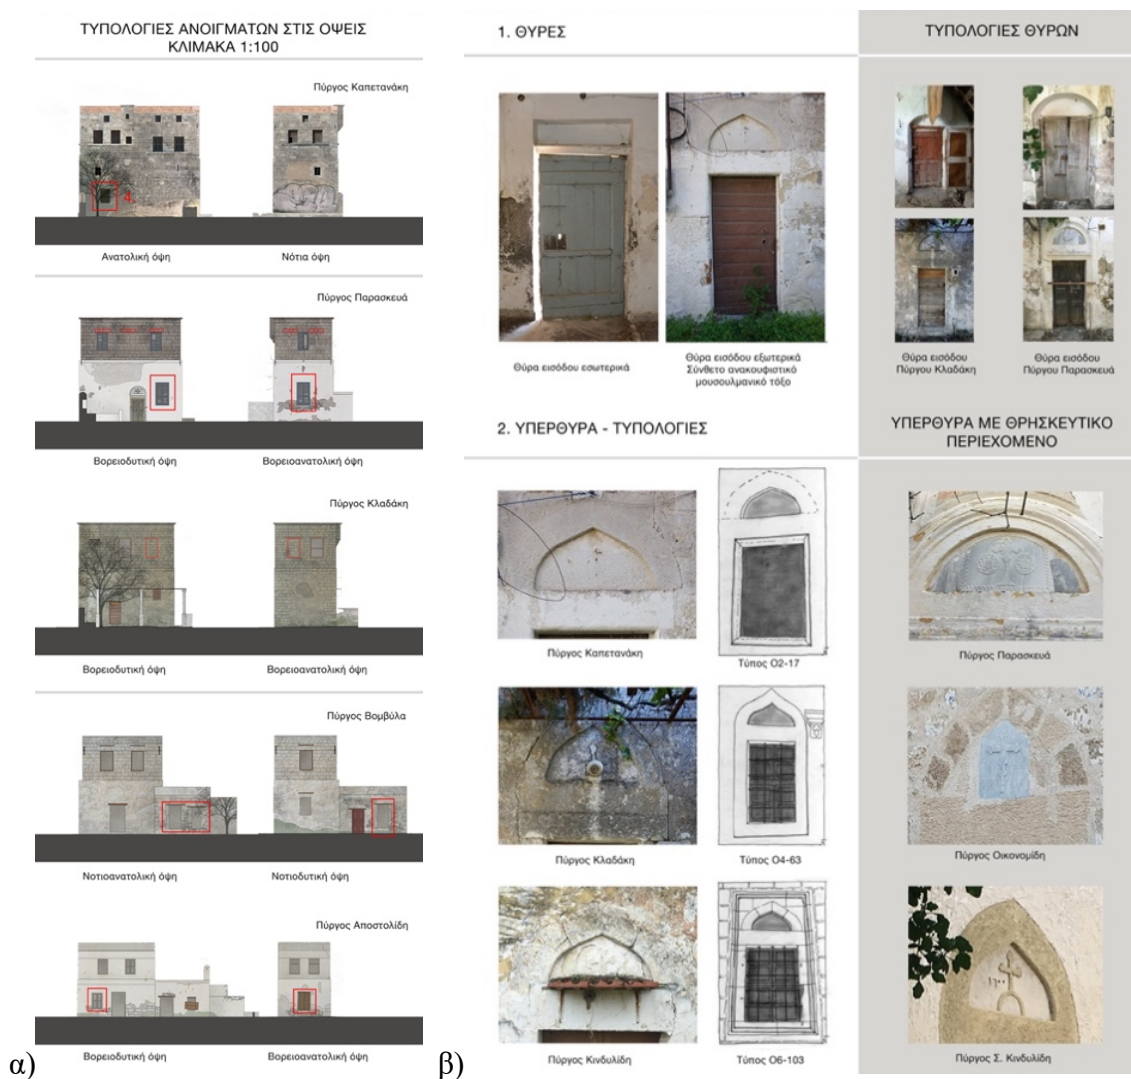 ΤΥΠΟΛΟΓΙΕΣ ΑΝΟΙΓΜΑΤΩΝ ΣΤΙΣ ΟΨΕΙΣ
ΚΛΙΜΑΚΑ 1:100
Πύργος Καπετανάκη
4
Ανατολική όψη
Νότια όψη
Πύργος Παρασκευά
Βορειοδυτική όψη
Βορειοανατολική όψη
Πύργος Κλαδάκη
Βορειοδυτική όψη
Βορειοανατολική όψη
Πύργος Βομβύλα
Νοτιοανατολική όψη
Νοτιοδυτική όψη
Πύργος Αποστολίδη
Βορειοδυτική όψη
Βορειοανατολική όψη
α)
1. ΘΥΡΕΣ
Θύρα εισόδου εσωτερικά
Θύρα εισόδου εξωτερικά
Σύνθετο ανακουφιστικό
μουσουλμανικό τόξο
ΤΥΠΟΛΟΓΙΕΣ ΘΥΡΩΝ
Θύρα εισόδου
Πύργου Κλαδάκη
Θύρα εισόδου
Πύργου Παρασκευά
2. ΥΠΕΡΘΥΡΑ - ΤΥΠΟΛΟΓΙΕΣ
Πύργος Καπετανάκη
Τύπος Ο2-17
Πύργος Κλαδάκη
Τύπος Ο4-63
Πύργος Κινδυλίδη
Τύπος Ο6-103
ΥΠΕΡΘΥΡΑ ΜΕ ΘΡΗΣΚΕΥΤΙΚΟ
ΠΕΡΙΕΧΟΜΕΝΟ
Πύργος Παρασκευά
Πύργος Οικονομίδη
Πύργος Σ. Κινδυλίδη
β)